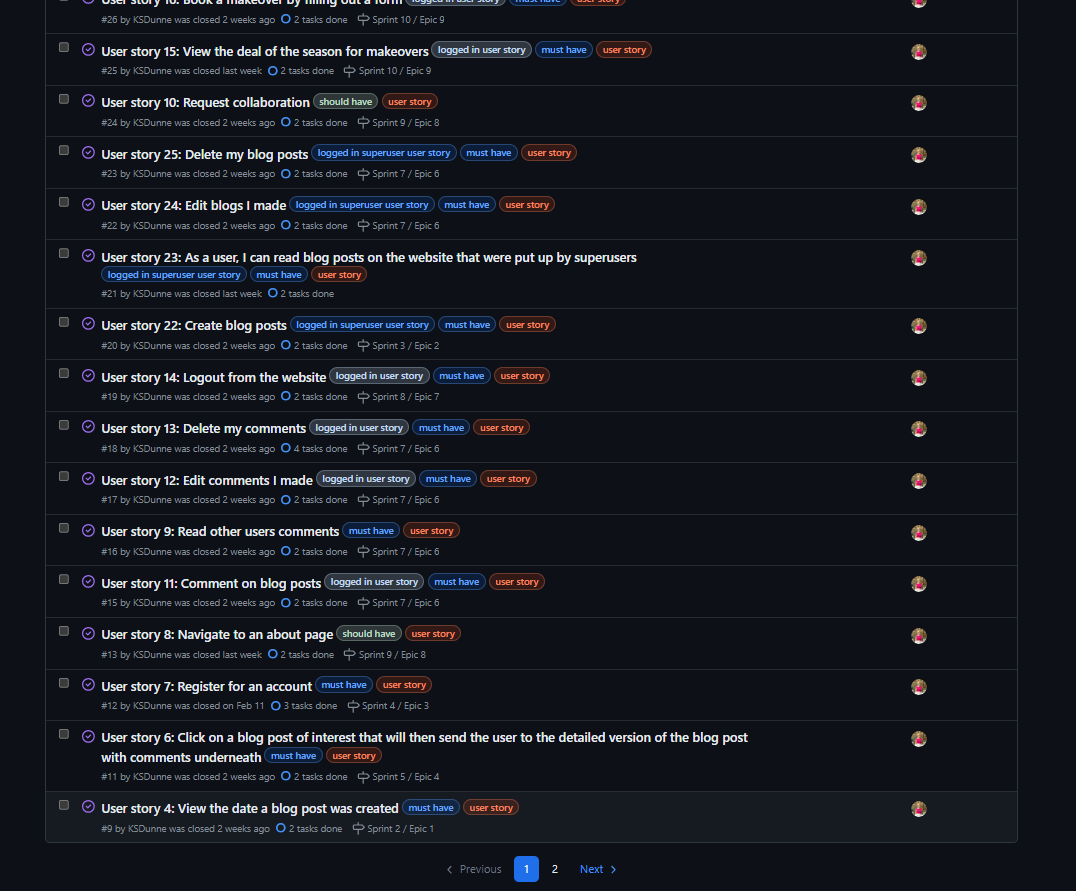 User story 16: Book a makeover by filling out a form logged in user story must have user story
#26 by KSDunne was closed 2 weeks ago 2 tasks done Sprint 10 / Epic 9
User story 15: View the deal of the season for makeovers logged in user story must have user story
#25 by KSDunne was closed last week 2 tasks done Sprint 10 / Epic 9
User story 10: Request collaboration should have user story
#24 by KSDunne was closed 2 weeks ago 2 tasks done Sprint 9 / Epic 8
User story 25: Delete my blog posts logged in superuser user story must have user story
#23 by KSDunne was closed 2 weeks ago 2 tasks done Sprint 7 / Epic 6
User story 24: Edit blogs I made logged in superuser user story must have user story
#22 by KSDunne was closed 2 weeks ago 2 tasks done Sprint 7 / Epic 6
User story 23: As a user, I can read blog posts on the website that were put up by superusers
logged in superuser user story must have user story
#21 by KSDunne was closed last week 2 tasks done
User story 22: Create blog posts logged in superuser user story must have user story
#20 by KSDunne was closed 2 weeks ago 2 tasks done Sprint 3 / Epic 2
User story 14: Logout from the website logged in user story must have user story
#19 by KSDunne was closed 2 weeks ago 2 tasks done Sprint 8 / Epic 7
User story 13: Delete my comments logged in user story must have user story
#18 by KSDunne was closed 2 weeks ago 4 tasks done Sprint 7 / Epic 6
User story 12: Edit comments I made logged in user story must have user story
#17 by KSDunne was closed 2 weeks ago 2 tasks done Sprint 7 / Epic 6
User story 9: Read other users comments must have user story
#16 by KSDunne was closed 2 weeks ago 2 tasks done Sprint 7 / Epic 6
User story 11: Comment on blog posts logged in user story must have user story
#15 by KSDunne was closed 2 weeks ago 2 tasks done Sprint 7 / Epic 6
User story 8: Navigate to an about page should have user story
#13 by KSDunne was closed last week 2 tasks done Sprint 9 / Epic 8
User story 7: Register for an account must have user story
#12 by KSDunne was closed on Feb 11 3 tasks done Sprint 4 / Epic 3
User story 6: Click on a blog post of interest that will then send the user to the detailed version of the blog post
with comments underneath must have user story
#11 by KSDunne was closed 2 weeks ago 2 tasks done Sprint 5 / Epic 4
User story 4: View the date a blog post was created must have user story
#9 by KSDunne was closed 2 weeks ago 2 tasks done Sprint 2 / Epic 1
Previous 1 2 Next